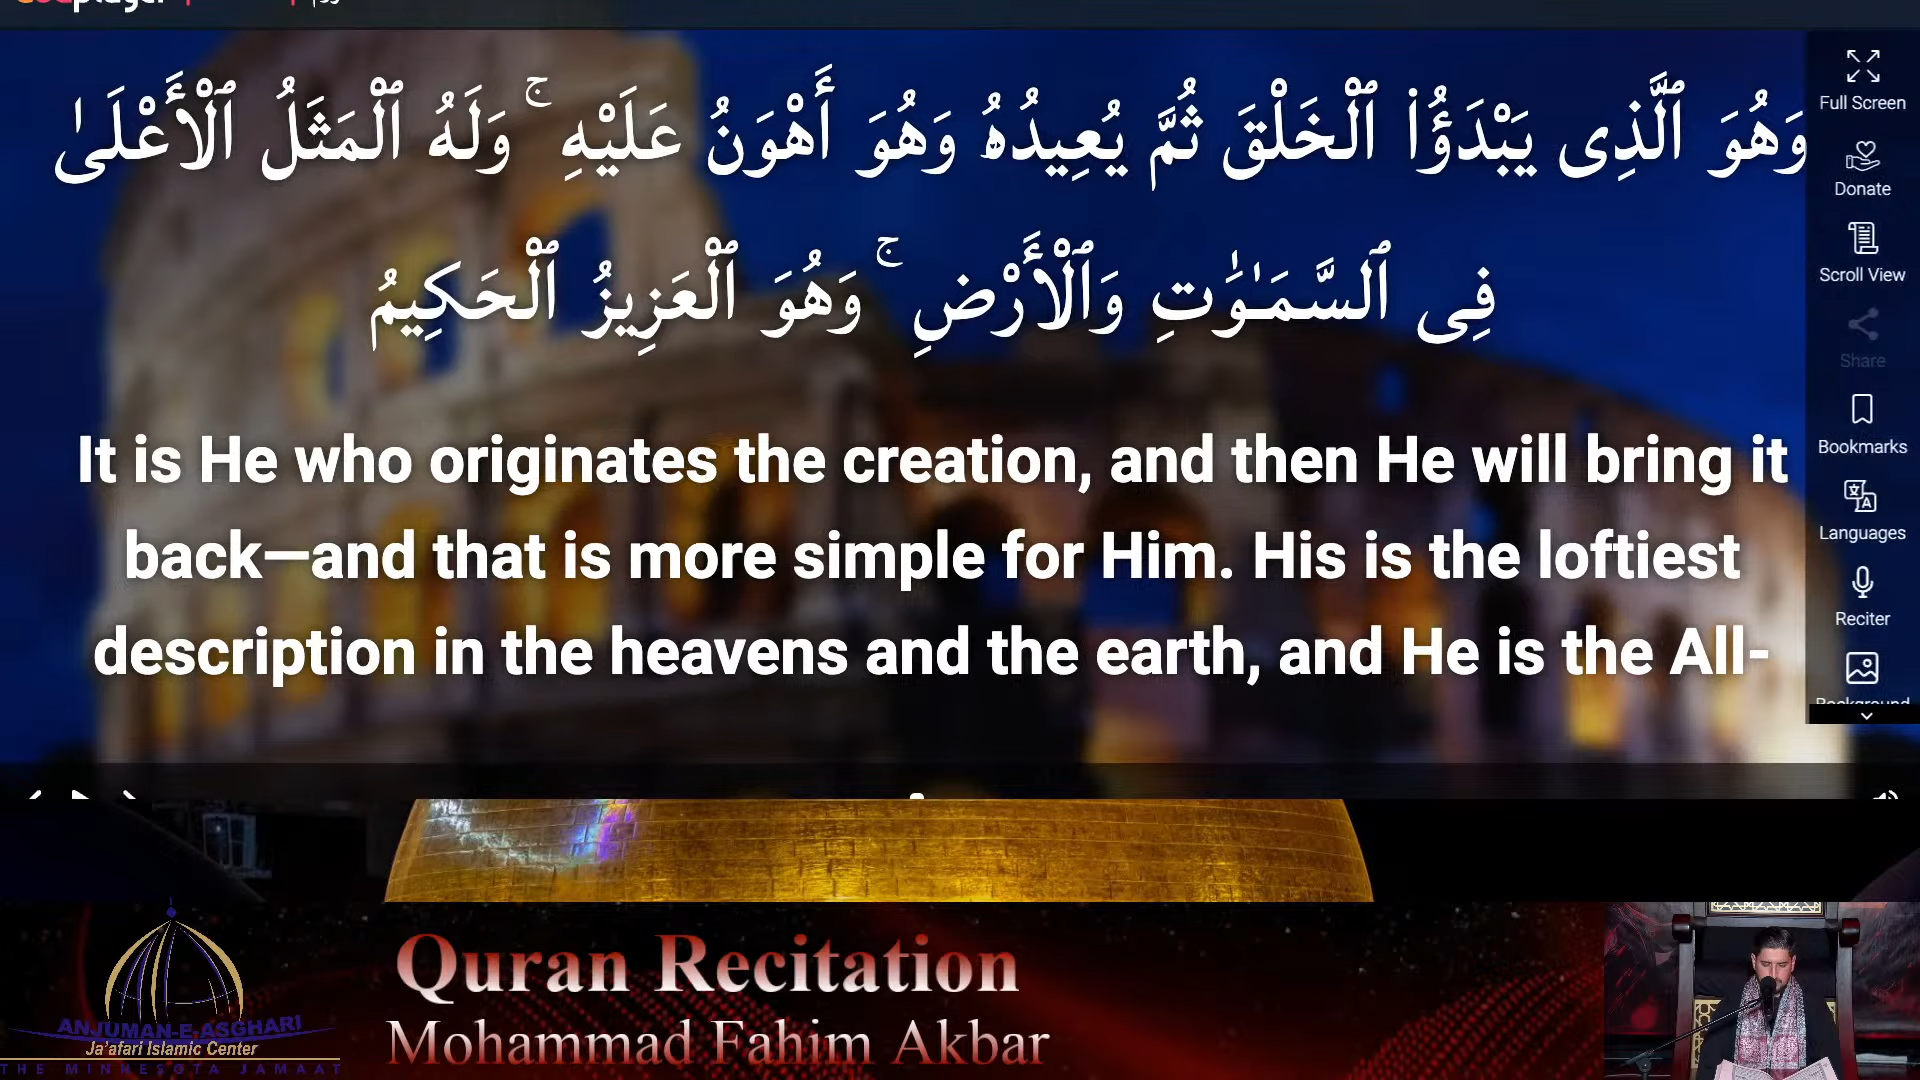 وَهُوَ ٱلَّذِى يَبْدَؤُا۟ ٱلْخَلْقَ ثُمَّ يُعِيدُهُۥ وَهُوَ أَهْوَنُ عَلَيْهِ ۚ وَلَهُ ٱلْمَثَلُ ٱلْأَعْلَىٰ
فِى ٱلسَّمَـٰوَٰتِ وَٱلْأَرْضِ ۚ وَهُوَ ٱلْعَزِيزُ ٱلْحَكِيمُ
It is He who originates the creation, and then He will bring it
back—and that is more simple for Him. His is the loftiest
description in the heavens and the earth, and He is the All-
Full Screen
Donate
Scroll View
Share
Bookmarks
Languages
Reciter
Background
Quran Recitation
Mohammad Fahim Akbar
ANJUMAN-E-ASGHARI
Ja'afari Islamic Center
THE MINNESOTA JAMAAT